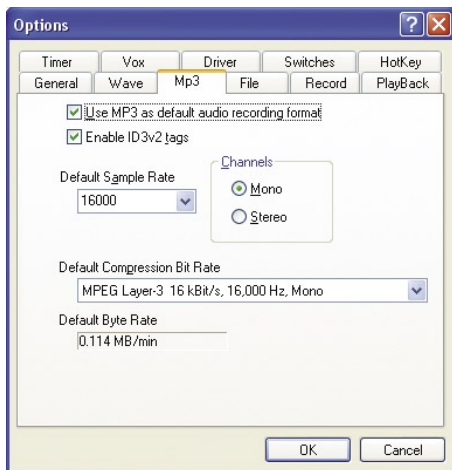 Options
Timer Vox Driver Switches HotKey
General Wave Mp3 File Record PlayBack
Use MP3 as default audio recording format
Enable ID3v2 tags
Channels
Default Sample Rate
Mono
16000
Stereo
Default Compression Bit Rate
MPEG Layer-3 16 kBit/s, 16,000 Hz, Mono
Default Byte Rate
0.114 MB/min
OK Cancel